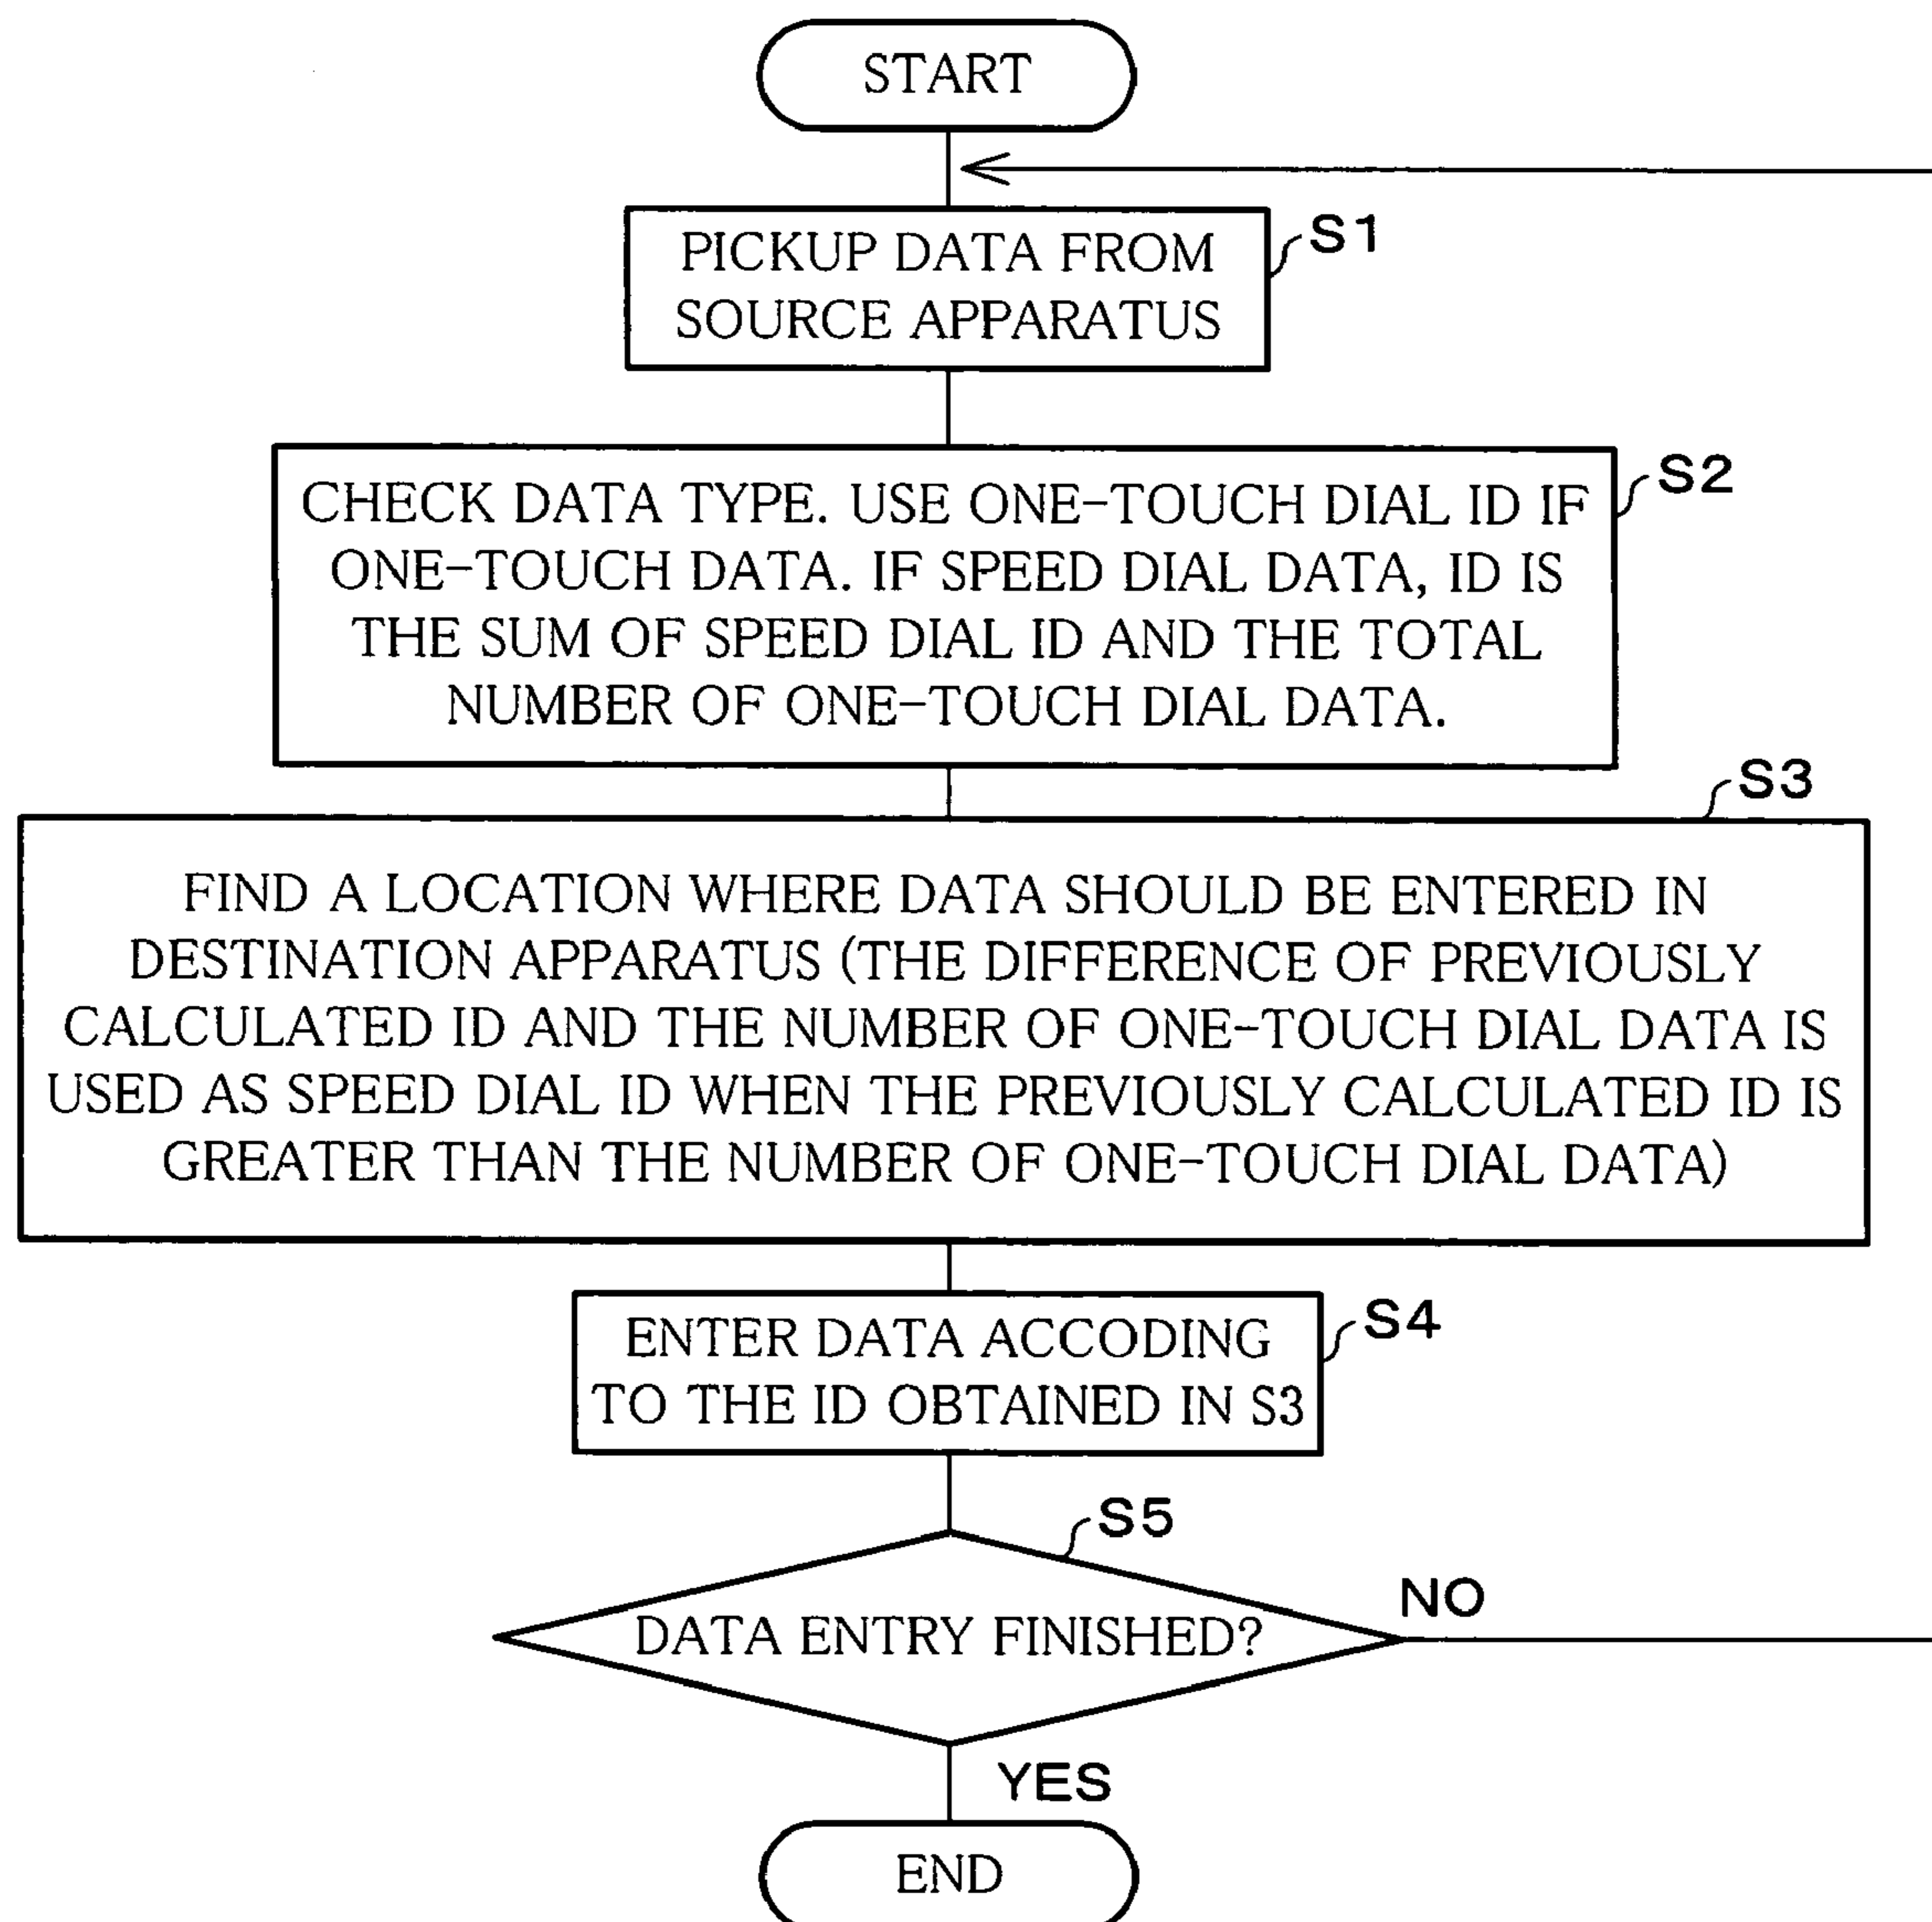 START
PICKUP DATA FROM
SOURCE APPARATUS
S1
CHECK DATA TYPE. USE ONE-TOUCH DIAL ID IF
ONE-TOUCH DATA. IF SPEED DIAL DATA, ID IS
THE SUM OF SPEED DIAL ID AND THE TOTAL
NUMBER OF ONE-TOUCH DIAL DATA.
S2
S3
FIND A LOCATION WHERE DATA SHOULD BE ENTERED IN
DESTINATION APPARATUS (THE DIFFERENCE OF PREVIOUSLY
CALCULATED ID AND THE NUMBER OF ONE-TOUCH DIAL DATA IS
USED AS SPEED DIAL ID WHEN THE PREVIOUSLY CALCULATED ID IS
GREATER THAN THE NUMBER OF ONE-TOUCH DIAL DATA)
ENTER DATA ACCODING
TO THE ID OBTAINED IN S3
S4
S5
DATA ENTRY FINISHED?
NO
YES
END